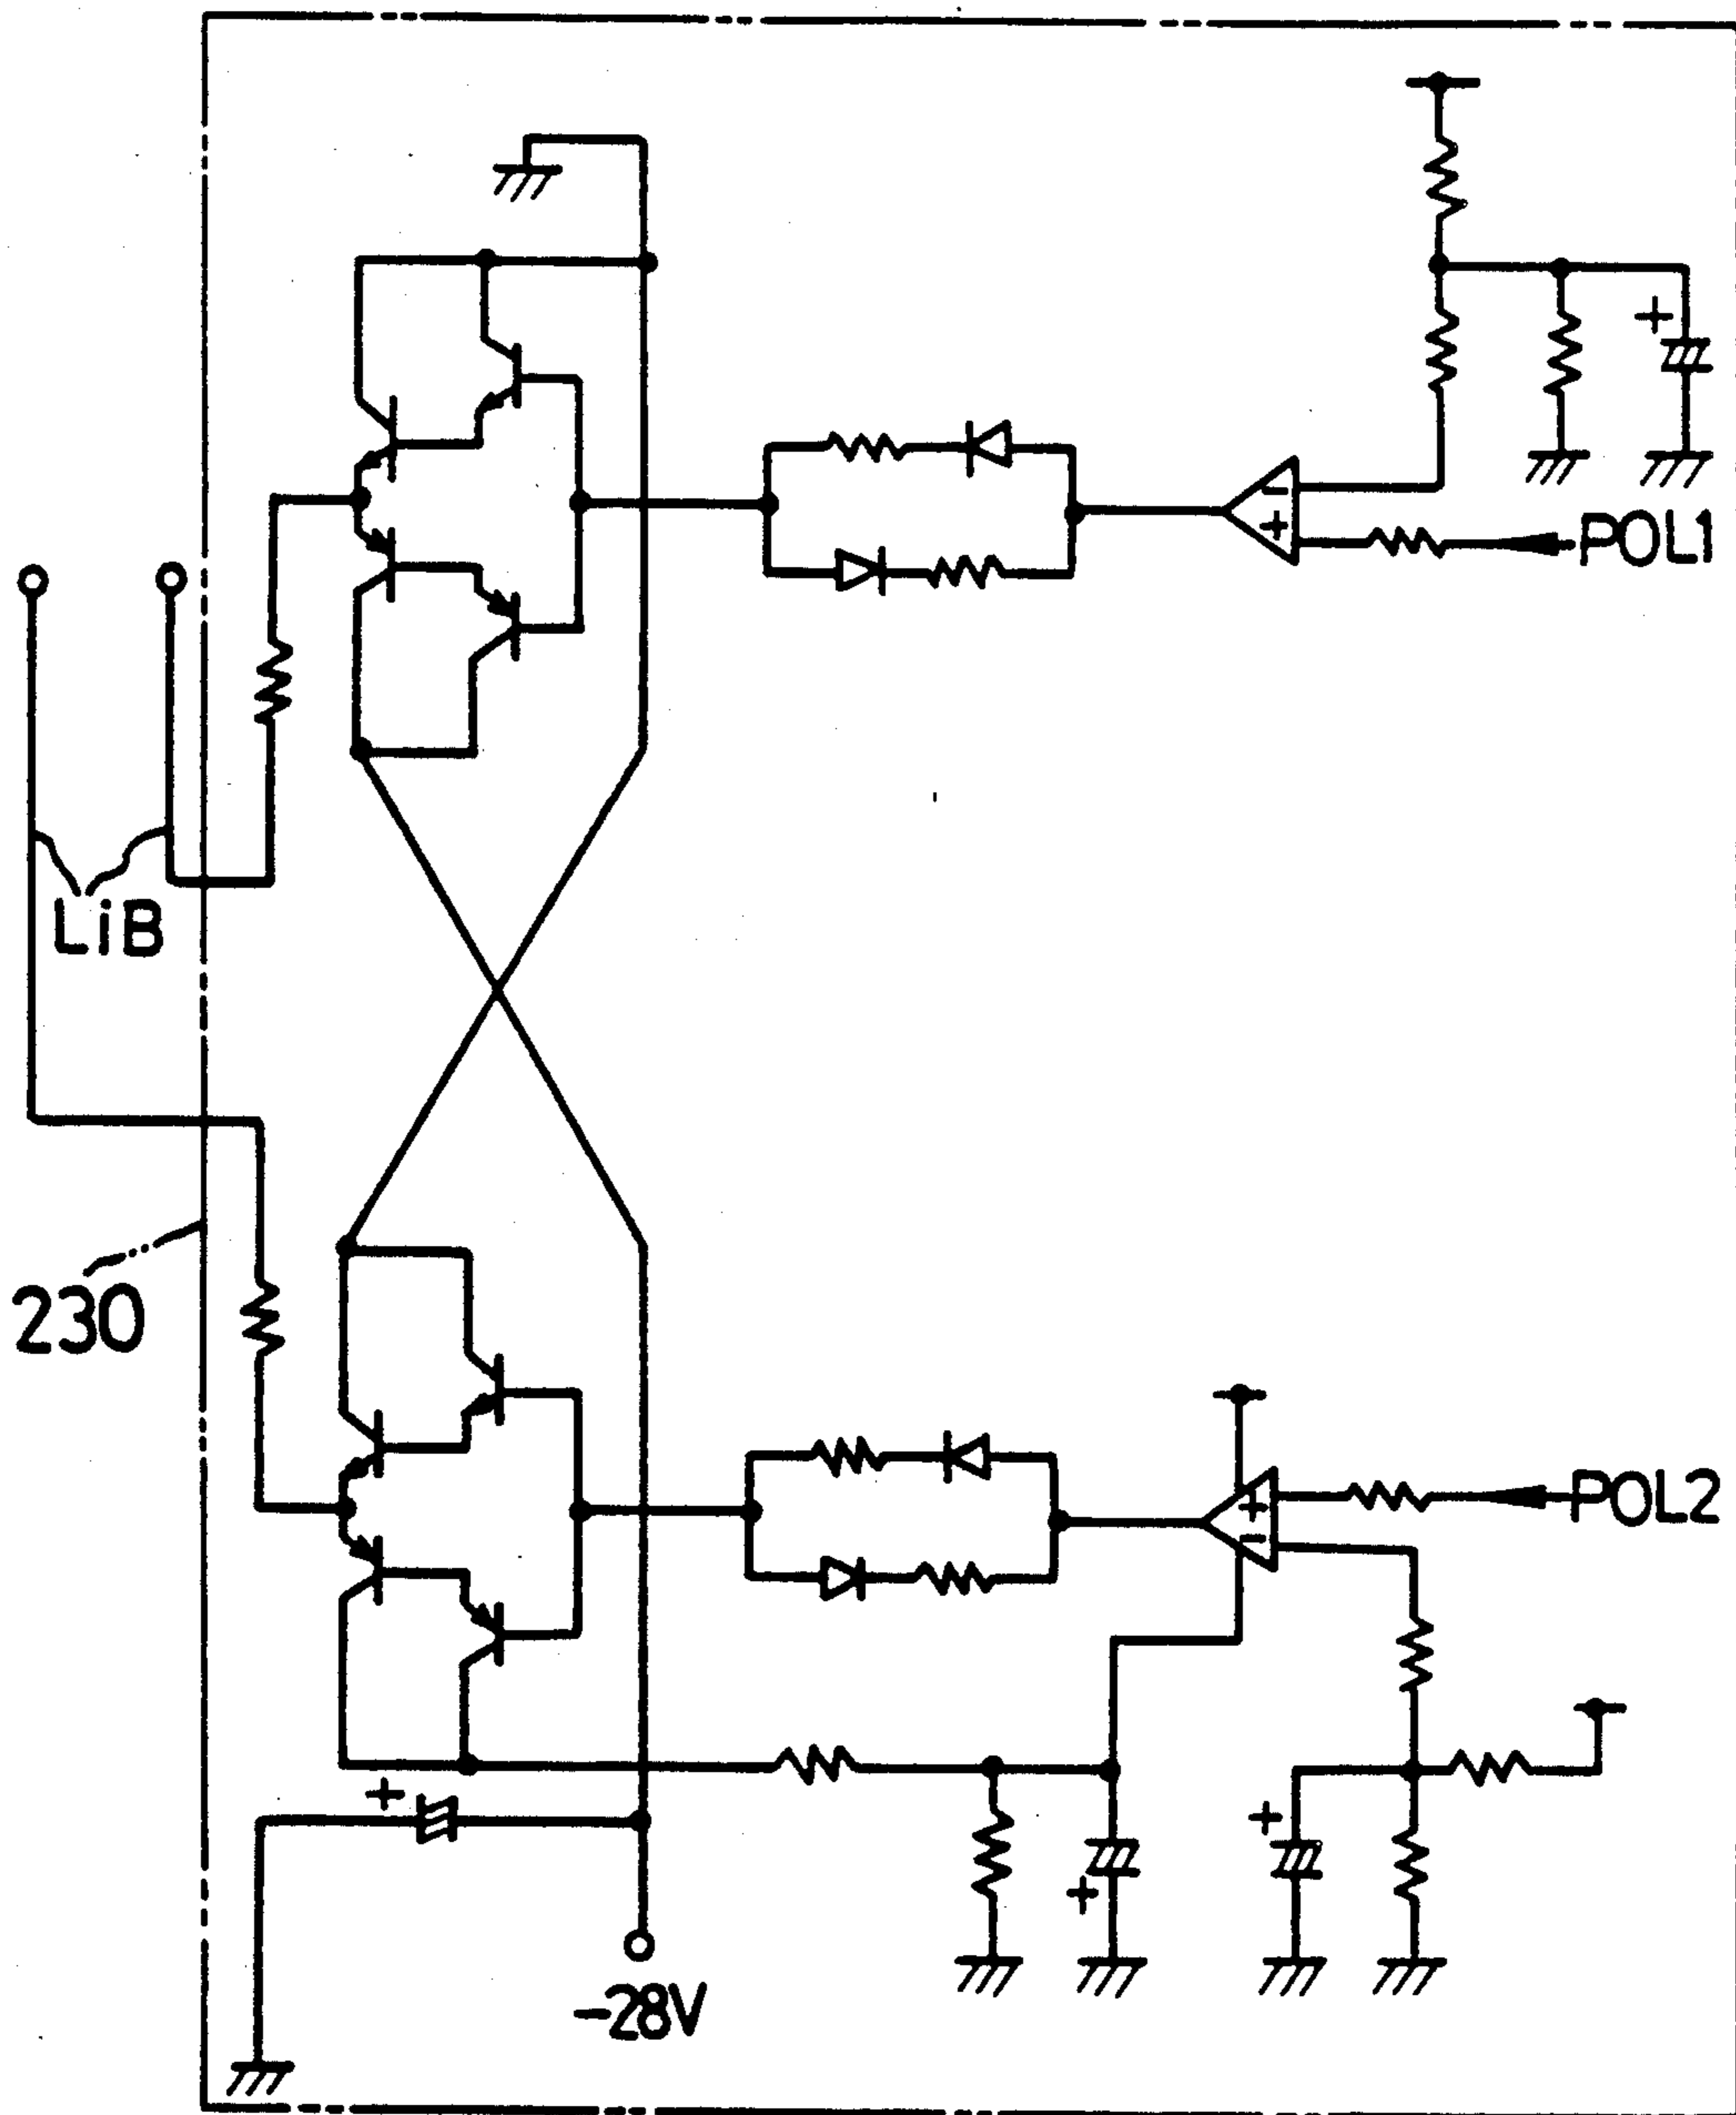 +
-
+
POL1
LiB
230
+
-
POL2
+
+
+
-28V